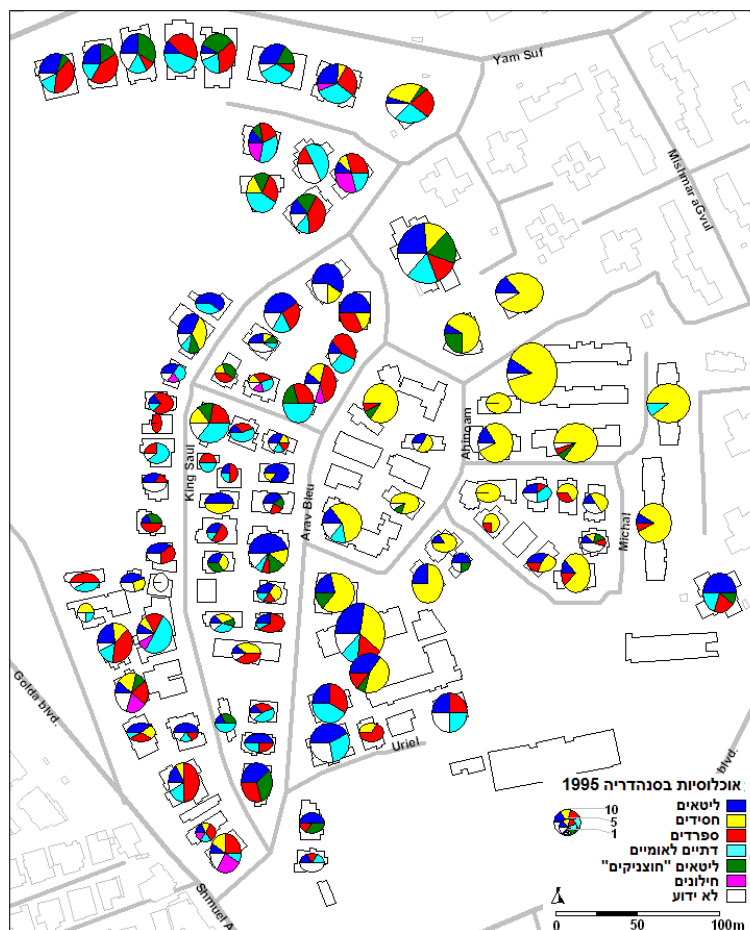 Yam Suf
Mishmar aGvul
King Saul
Arav Bleu
Ahinoam
Michal
Golda blvd.
Uriel
Shmuel A
blvd.
אוכלוסיות בסנהדריה 1995
ליטאים
חסידים
ספרדים
דתיים לאומיים
ליטאים "חוצניקים"
חילונים
לא ידוע
10
5
1
0 50 100m